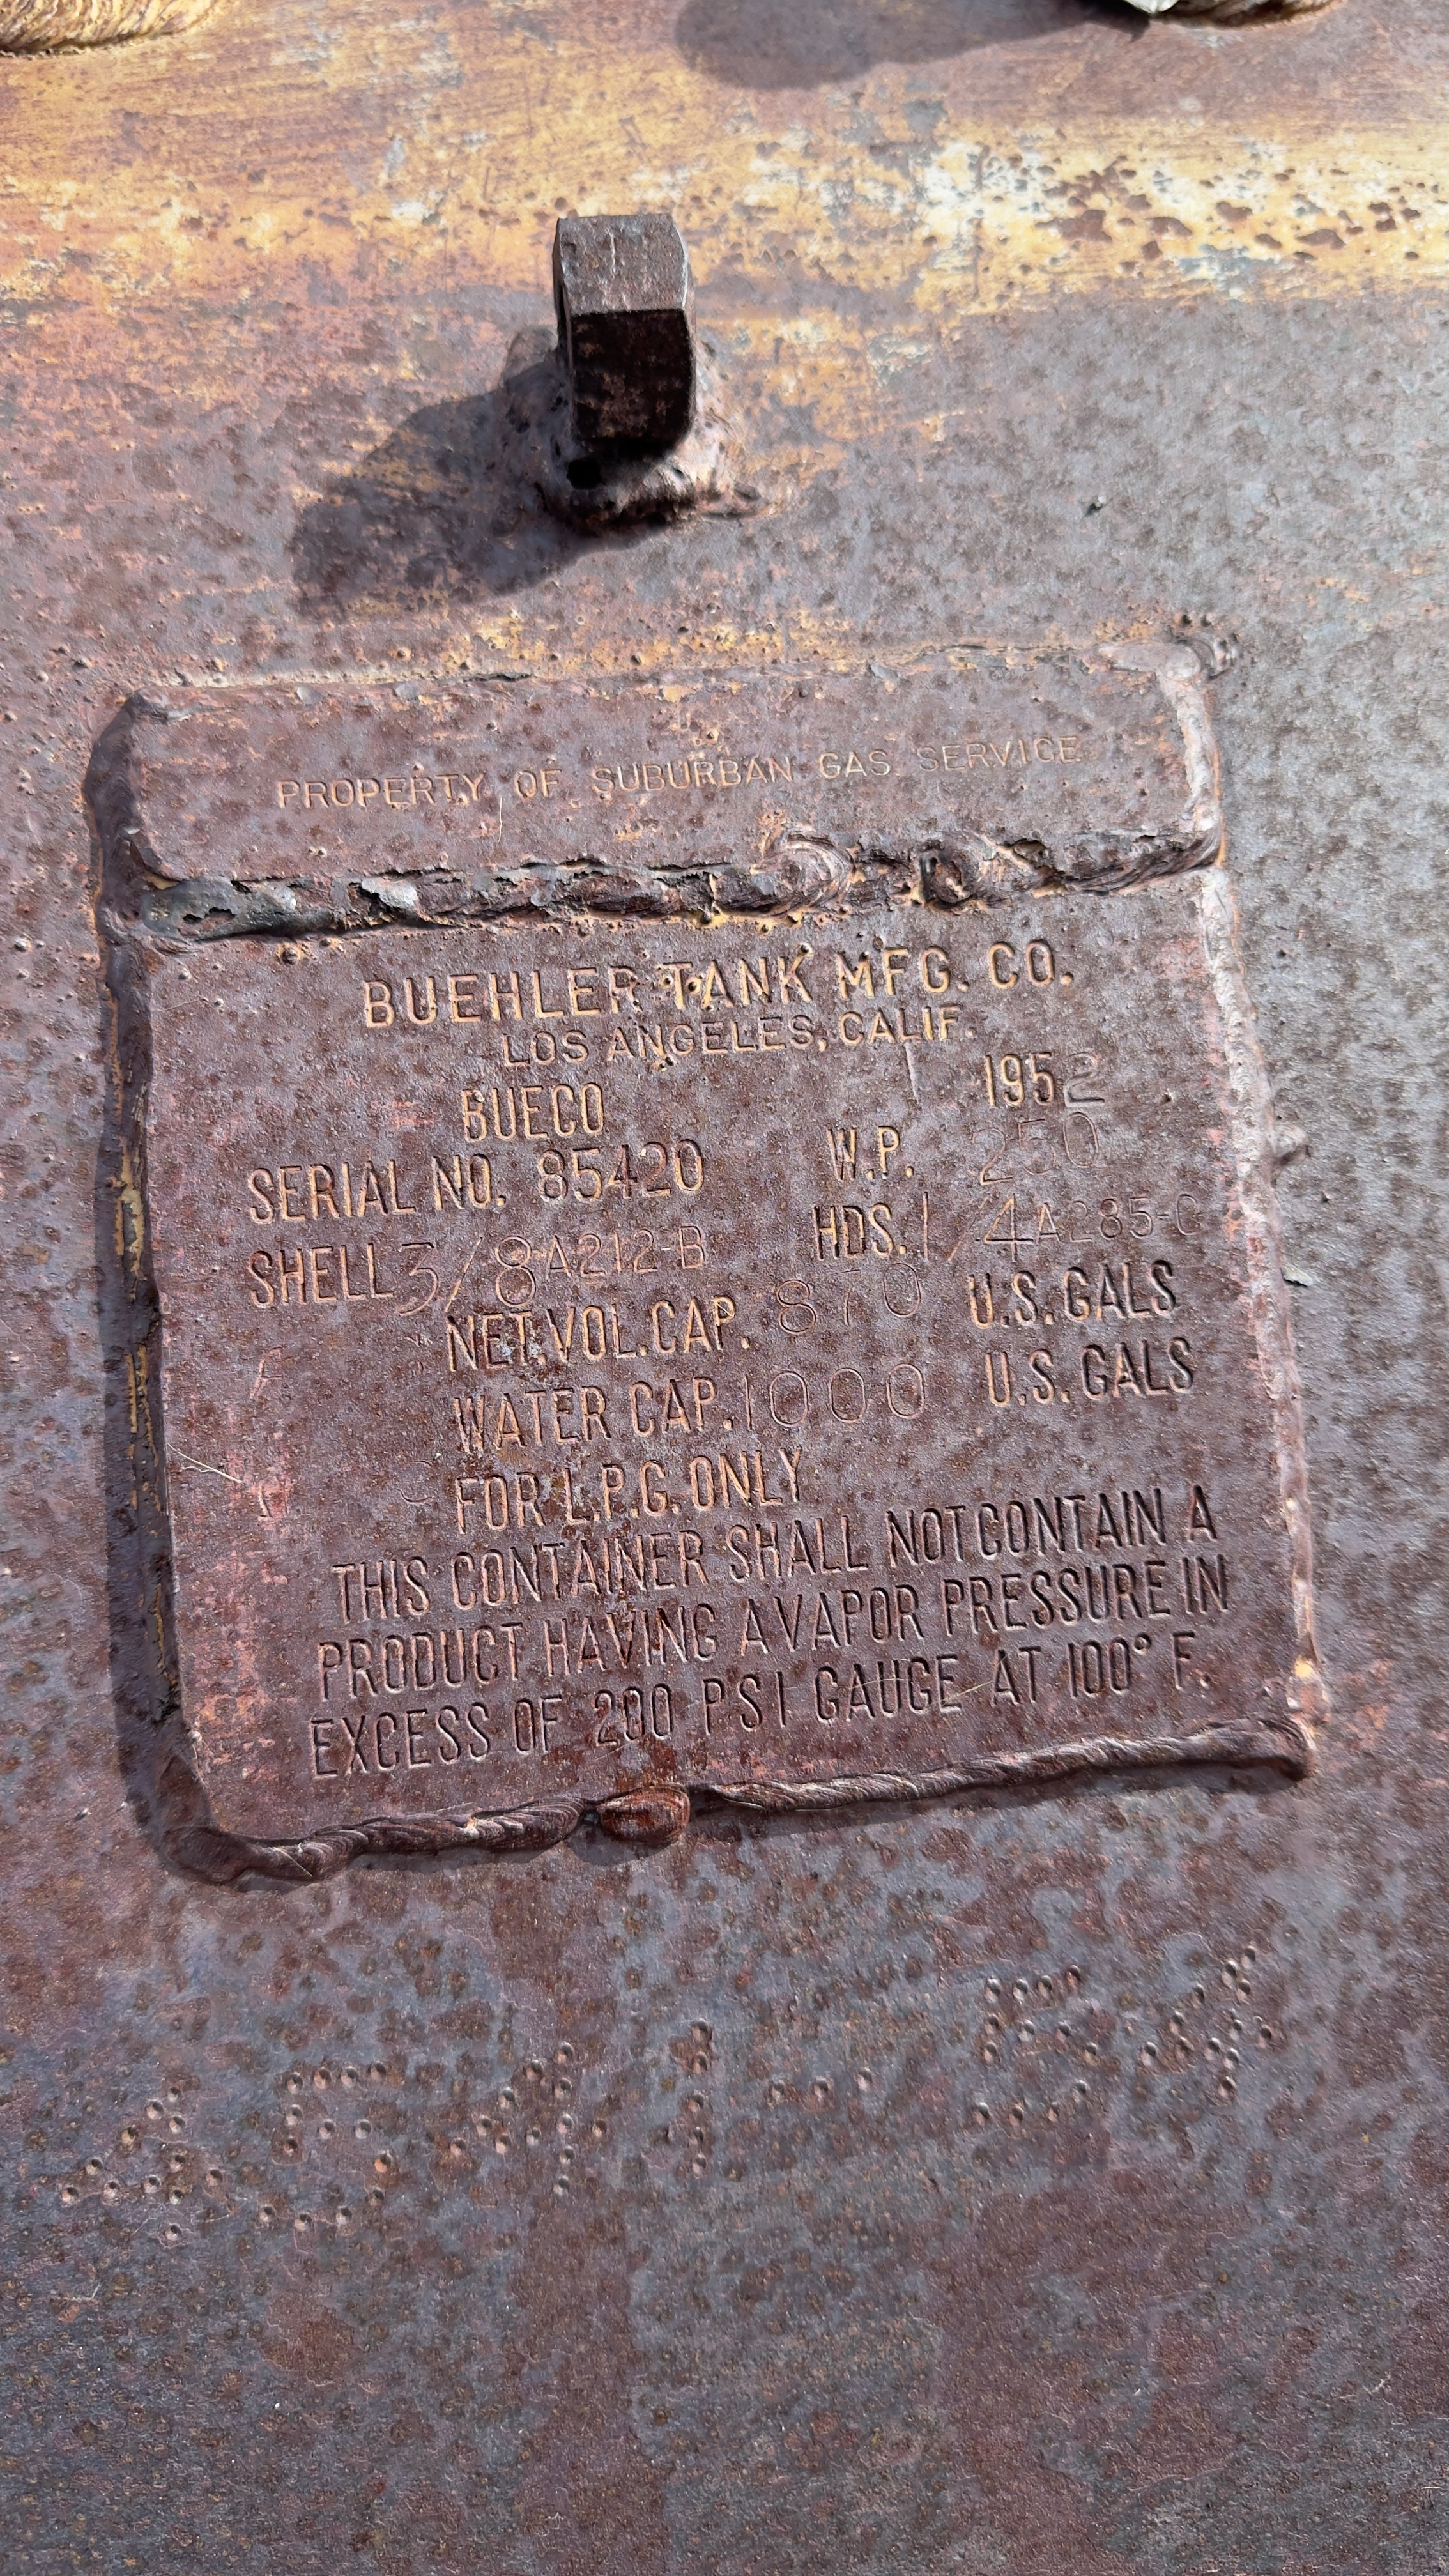 PROPERTY OF SUBURBAN GAS SERVICE
BUEHLER TANK MFG. CO.
LOS ANGELES, CALIF.
BUECO 1952
SERIAL NO. 85420 W.P. 250
SHELL 3/8 A212-B HDS. 1/4 A285-C
NET. VOL. CAP. 870 U.S. GALS
WATER CAP. 1000 U.S. GALS
FOR L.P.G. ONLY
THIS CONTAINER SHALL NOT CONTAIN A
PRODUCT HAVING A VAPOR PRESSURE IN
EXCESS OF 200 PSI GAUGE AT 100° F.